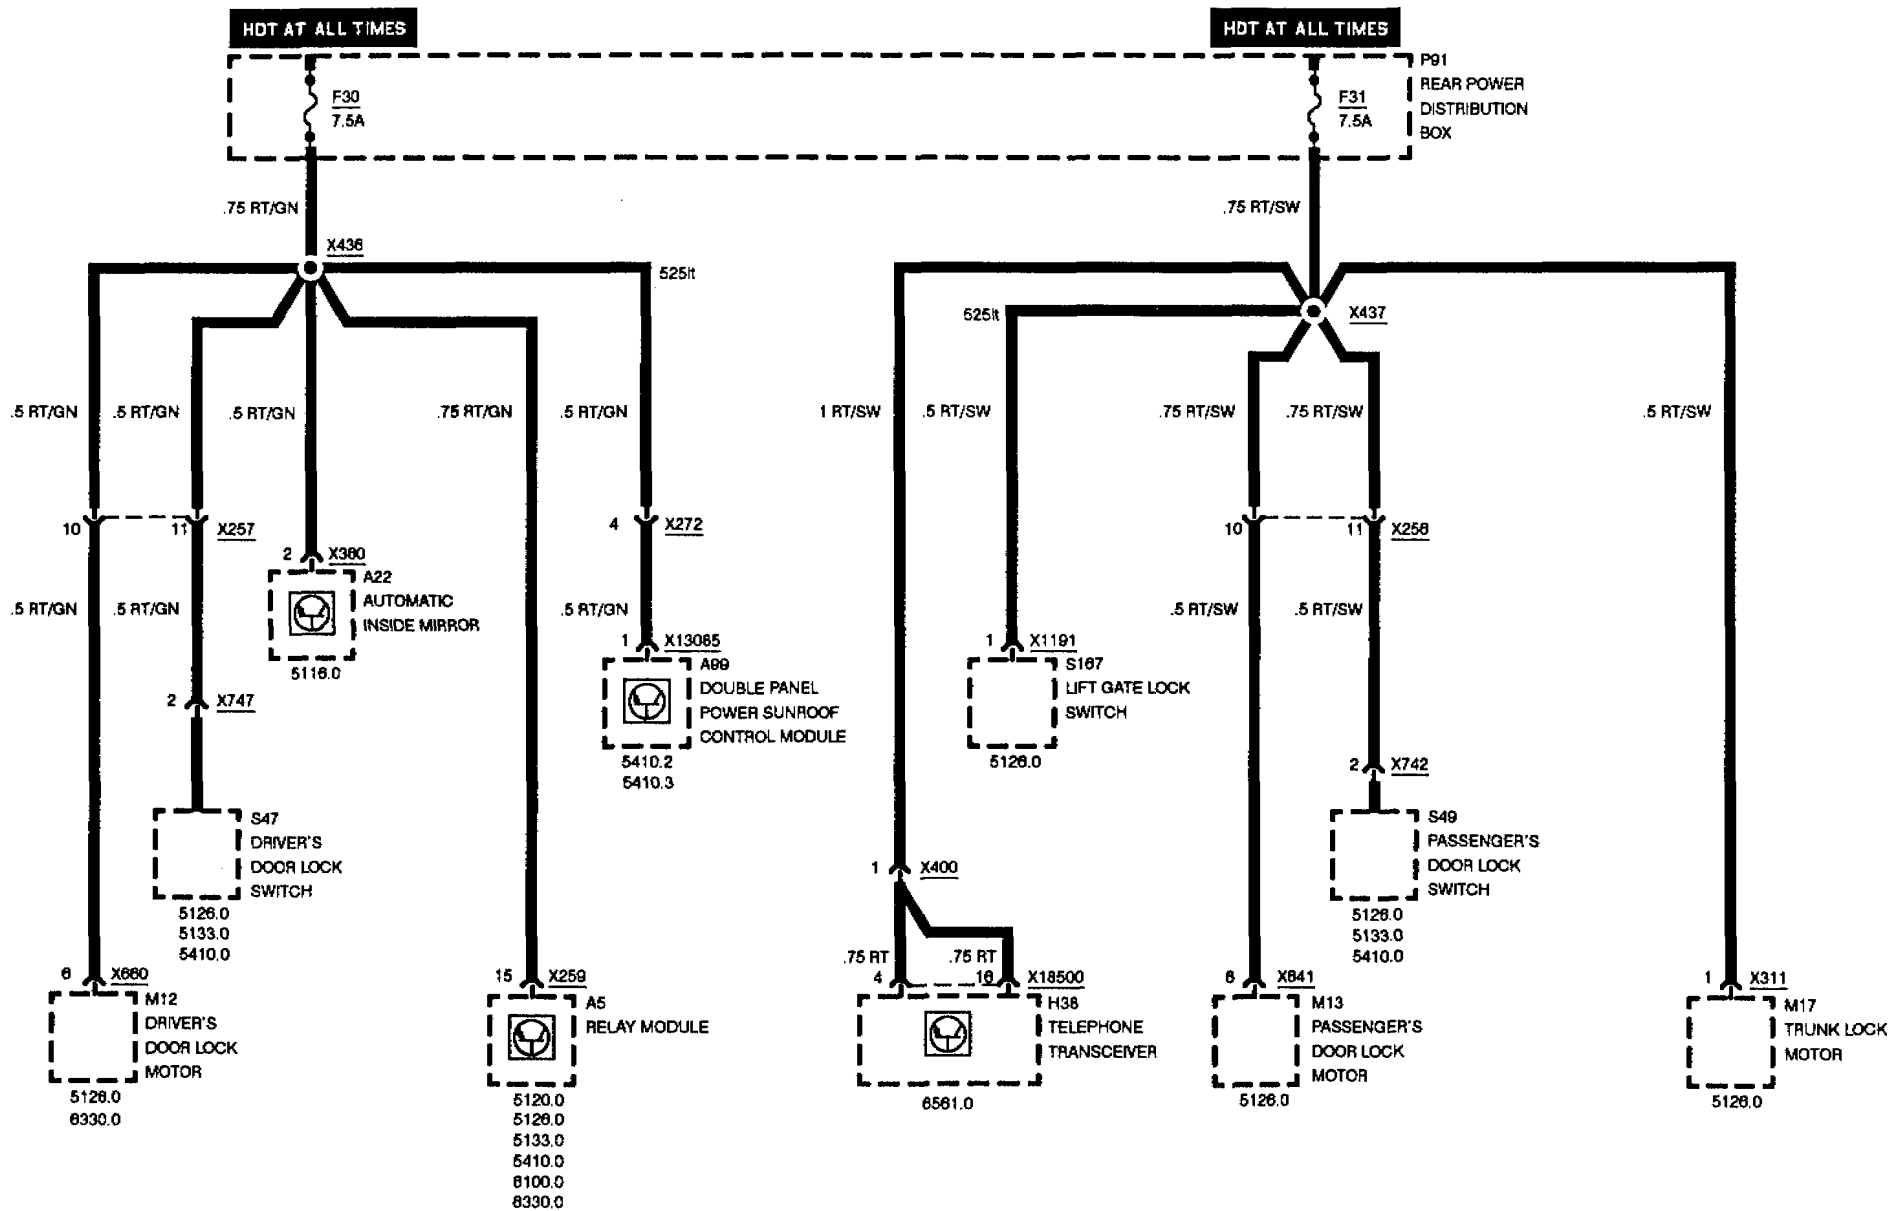 HOT AT ALL TIMES
HOT AT ALL TIMES
P91
REAR POWER
DISTRIBUTION
BOX
F30
7.5A
F31
7.5A
.75 RT/GN
.75 RT/SW
X436
525it
525it
X437
.5 RT/GN
.5 RT/GN
.5 RT/GN
.75 RT/GN
.5 RT/GN
1 RT/SW
.5 RT/SW
.75 RT/SW
.75 RT/SW
.5 RT/SW
10
11
X257
4
X272
10
11
X258
2
X380
A22
AUTOMATIC
INSIDE MIRROR
5116.0
.5 RT/GN
.5 RT/GN
.5 RT/GN
.5 RT/SW
.5 RT/SW
1
X13085
A99
DOUBLE PANEL
POWER SUNROOF
CONTROL MODULE
5410.2
5410.3
1
X1191
S167
LIFT GATE LOCK
SWITCH
5126.0
2
X747
2
X742
S47
DRIVER'S
DOOR LOCK
SWITCH
5126.0
5133.0
5410.0
S49
PASSENGER'S
DOOR LOCK
SWITCH
5126.0
5133.0
5410.0
1
X400
.75 RT
.75 RT
6
X660
M12
DRIVER'S
DOOR LOCK
MOTOR
5126.0
6330.0
15
X259
A5
RELAY MODULE
5120.0
5126.0
5133.0
5410.0
6100.0
6330.0
4
16
X18500
H38
TELEPHONE
TRANSCEIVER
6561.0
6
X641
M13
PASSENGER'S
DOOR LOCK
MOTOR
5126.0
1
X311
M17
TRUNK LOCK
MOTOR
5126.0